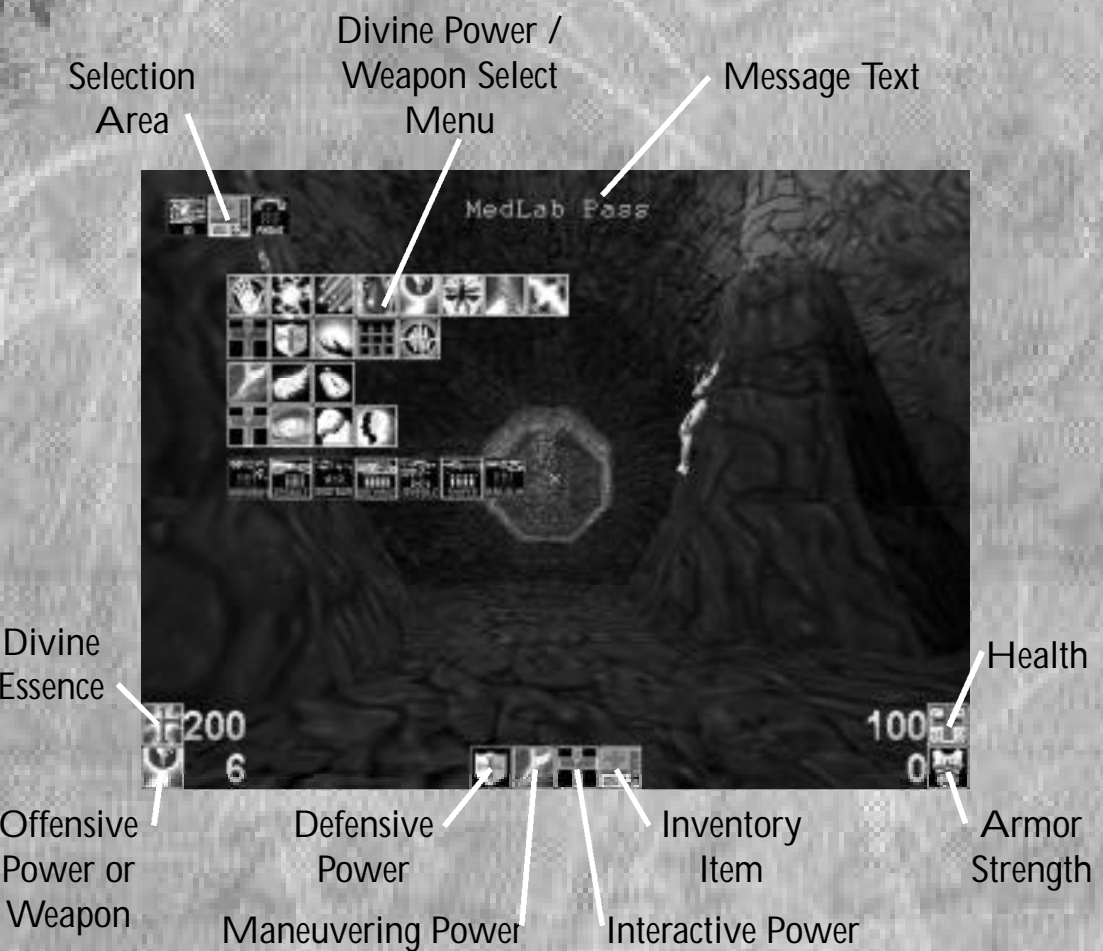 Divine Power /
Weapon Select
Menu
Selection
Area
Message Text
MedLab Pass
Divine
Essence
200
6
100
0
Health
Offensive
Power or
Weapon
Defensive
Power
Inventory
Item
Armor
Strength
Maneuvering Power
Interactive Power